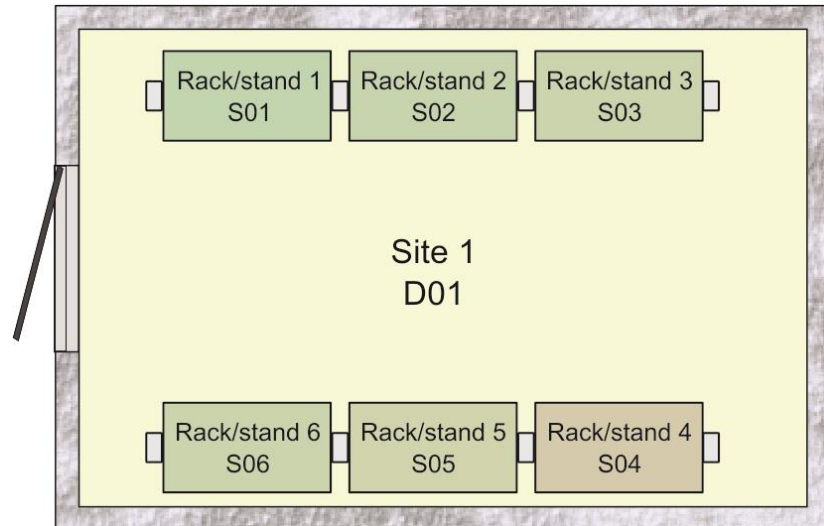 Rack/stand 1
S01
Rack/stand 2
S02
Rack/stand 3
S03
Site 1
D01
Rack/stand 6
S06
Rack/stand 5
S05
Rack/stand 4
S04